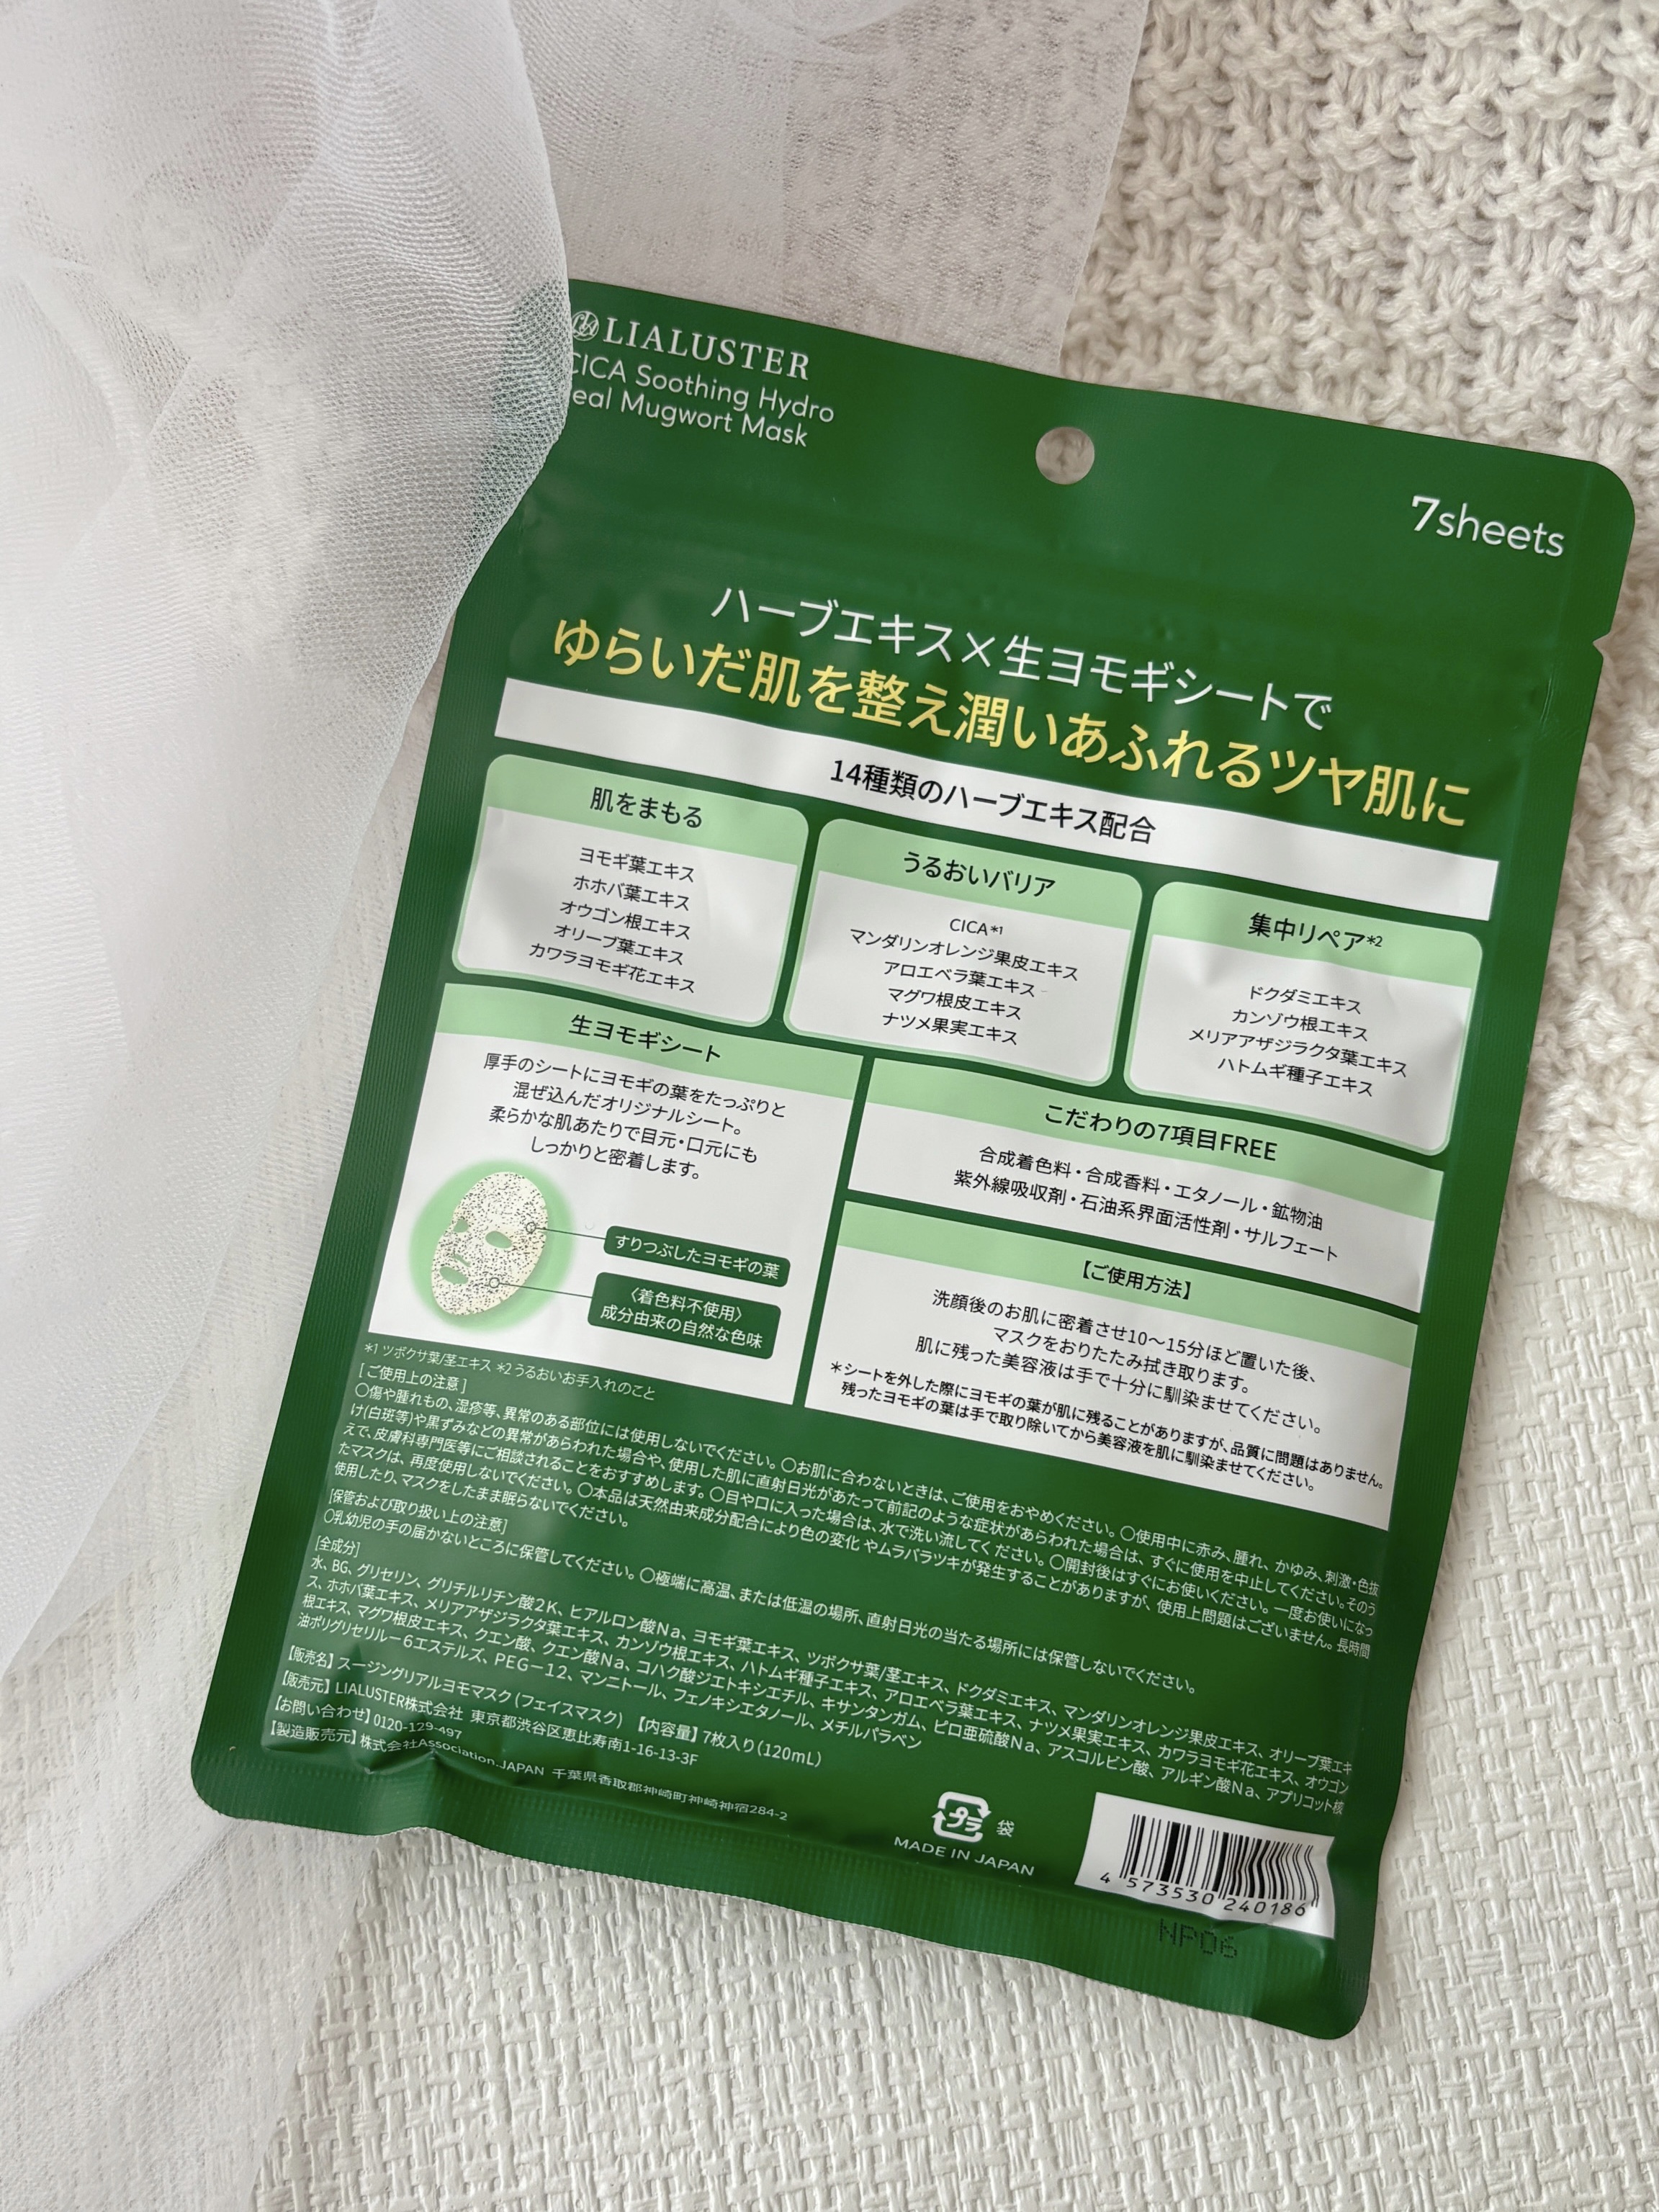 LIALUSTER
CICA Soothing Hydro
eal Mugwort Mask
7sheets
ハーブエキス×生ヨモギシートで
ゆらいだ肌を整え潤いあふれるツヤ肌に
14種類のハーブエキス配合
肌をまもる
ヨモギ葉エキス
ホホバ葉エキス
オウゴン根エキス
オリーブ葉エキス
カワラヨモギ花エキス
うるおいバリア
CICA*1
マンダリンオレンジ果皮エキス
アロエベラ葉エキス
マグワ根皮エキス
ナツメ果実エキス
集中リペア*2
ドクダミエキス
カンゾウ根エキス
メリアアザジラクタ葉エキス
ハトムギ種子エキス
生ヨモギシート
厚手のシートにヨモギの葉をたっぷりと
混ぜ込んだオリジナルシート。
柔らかな肌あたりで目元・口元にも
しっかりと密着します。
すりつぶしたヨモギの葉
〈着色料不使用〉
成分由来の自然な色味
こだわりの7項目FREE
合成着色料・合成香料・エタノール・鉱物油
紫外線吸収剤・石油系界面活性剤・サルフェート
【ご使用方法】
洗顔後のお肌に密着させ10〜15分ほど置いた後、
マスクをおりたたみ拭き取ります。
肌に残った美容液は手で十分に馴染ませてください。
*シートを外した際にヨモギの葉が肌に残ることがありますが、品質に問題はありません。
残ったヨモギの葉は手で取り除いてから美容液を肌に馴染ませてください。
*1 ツボクサ葉/茎エキス *2 うるおいお手入れのこと
[ご使用上の注意]
〇傷や腫れもの、湿疹等、異常のある部位には使用しないでください。〇お肌に合わないときは、ご使用をおやめください。〇使用中に赤み、腫れ、かゆみ、刺激・色抜
け(白斑等)や黒ずみなどの異常があらわれた場合や、使用した肌に直射日光があたって前記のような症状があらわれた場合は、すぐに使用を中止してください。そのう
えで、皮膚科専門医等にご相談されることをおすすめします。〇目や口に入った場合は、水で洗い流してください。〇開封後はすぐにお使いください。一度お使いになっ
たマスクは、再度使用しないでください。〇本品は天然由来成分配合により色の変化 やムラバラツキが発生することがありますが、使用上問題はございません。長時間
使用したり、マスクをしたまま眠らないでください。
[保管および取り扱い上の注意]
〇乳幼児の手の届かないところに保管してください。〇極端に高温、または低温の場所、直射日光の当たる場所には保管しないでください。
[全成分]
水、BG、グリセリン、グリチルリチン酸2K、ヒアルロン酸Na、ヨモギ葉エキス、ツボクサ葉/茎エキス、ドクダミエキス、マンダリンオレンジ果皮エキス、オリーブ葉エキ
ス、ホホバ葉エキス、メリアアザジラクタ葉エキス、カンゾウ根エキス、ハトムギ種子エキス、アロエベラ葉エキス、ナツメ果実エキス、カワラヨモギ花エキス、オウゴン
根エキス、マグワ根皮エキス、クエン酸、クエン酸Na、コハク酸ジエトキシエチル、キサンタンガム、ピロ亜硫酸Na、アスコルビン酸、アルギン酸Na、アプリコット核
油ポリグリセリル-6エステルズ、PEG-12、マンニトール、フェノキシエタノール、メチルパラベン
【販売名】スージングリアルヨモマスク(フェイスマスク) 【内容量】7枚入り(120mL)
【販売元】LIALUSTER株式会社 東京都渋谷区恵比寿南1-16-13-3F
【お問い合わせ】0120-129-497
【製造販売元】株式会社Association.JAPAN 千葉県香取郡神崎町神崎神宿284-2
プラ 袋
MADE IN JAPAN
4 573530 240186
NP06